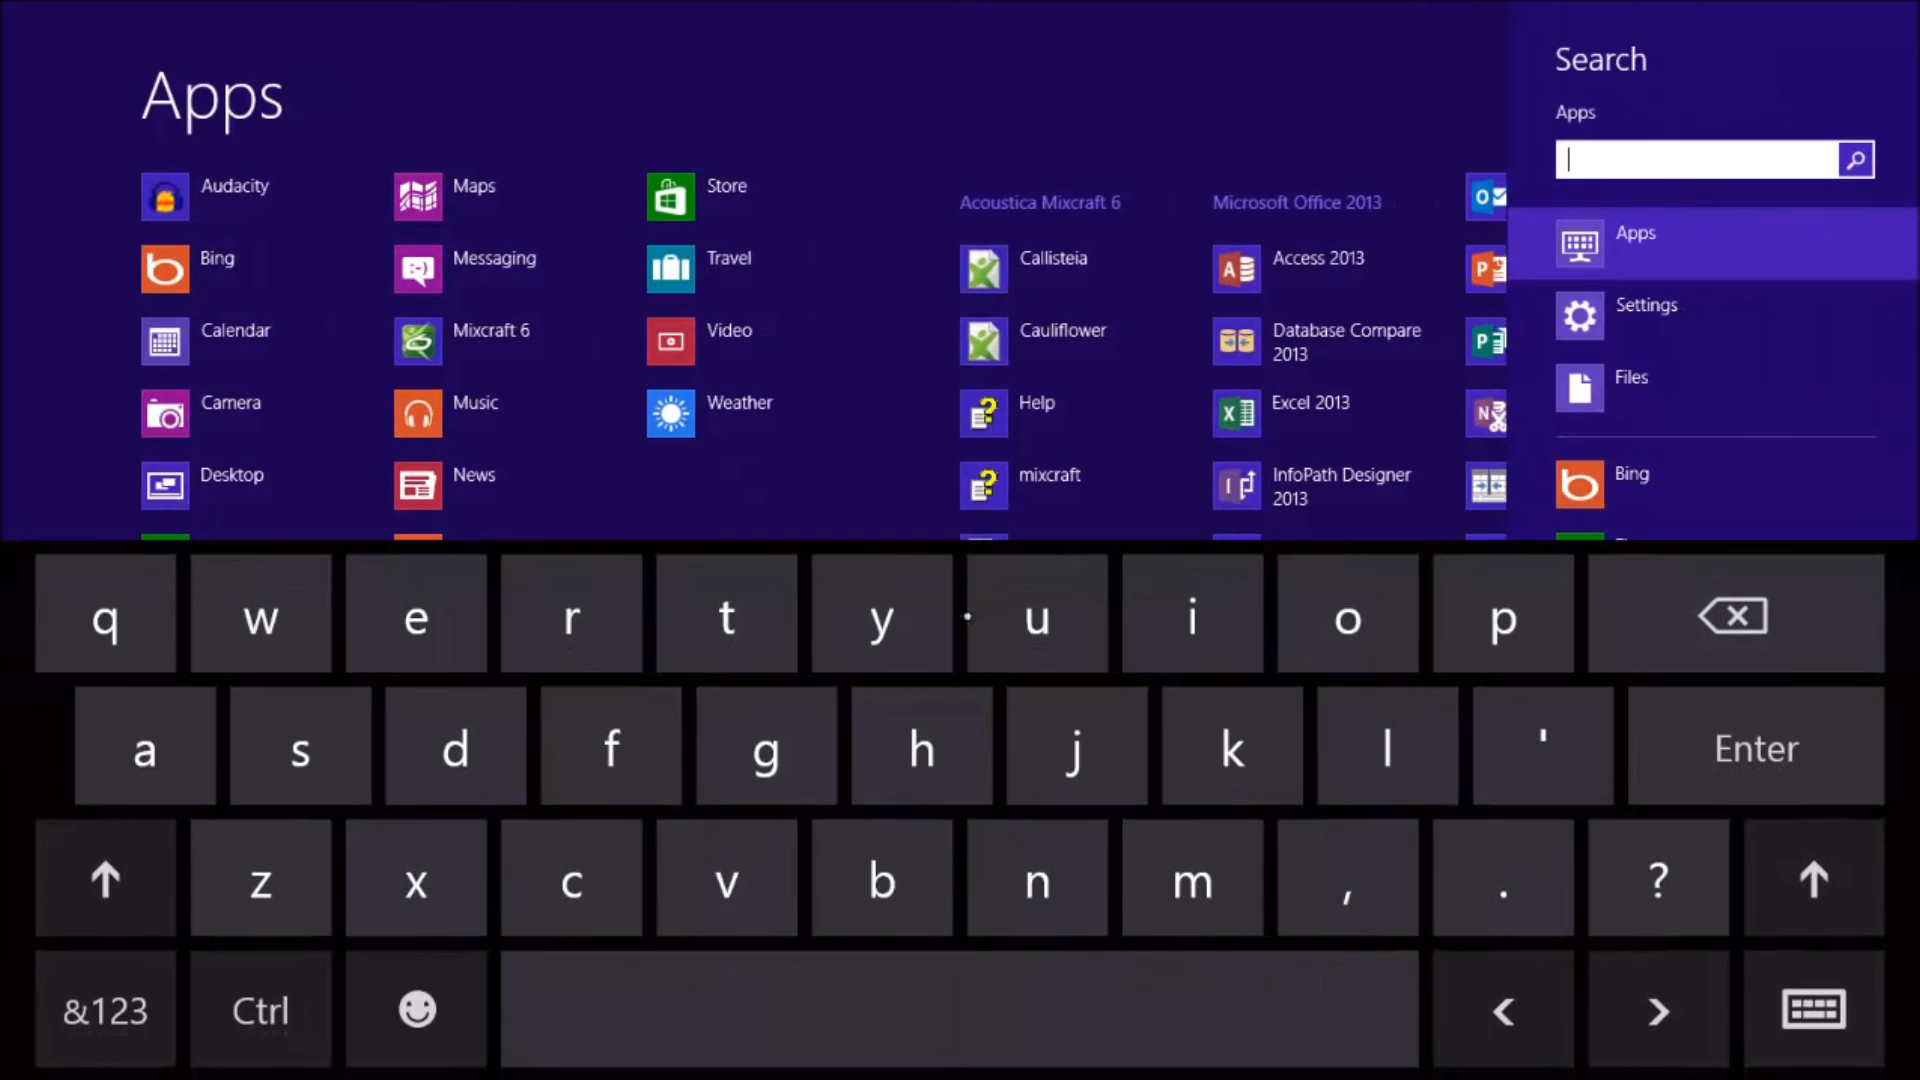 Apps
Audacity
Bing
Calendar
Camera
Desktop
Maps
Messaging
Mixcraft 6
Music
News
Store
Travel
Video
Weather
Acoustica Mixcraft 6
Callisteia
Cauliflower
Help
mixcraft
Microsoft Office 2013
Access 2013
Database Compare
2013
Excel 2013
InfoPath Designer
2013
Search
Apps
Apps
Settings
Files
Bing
q w e r t y u i o p
a s d f g h j k l ' Enter
z x c v b n m , . ?
&123 Ctrl < >